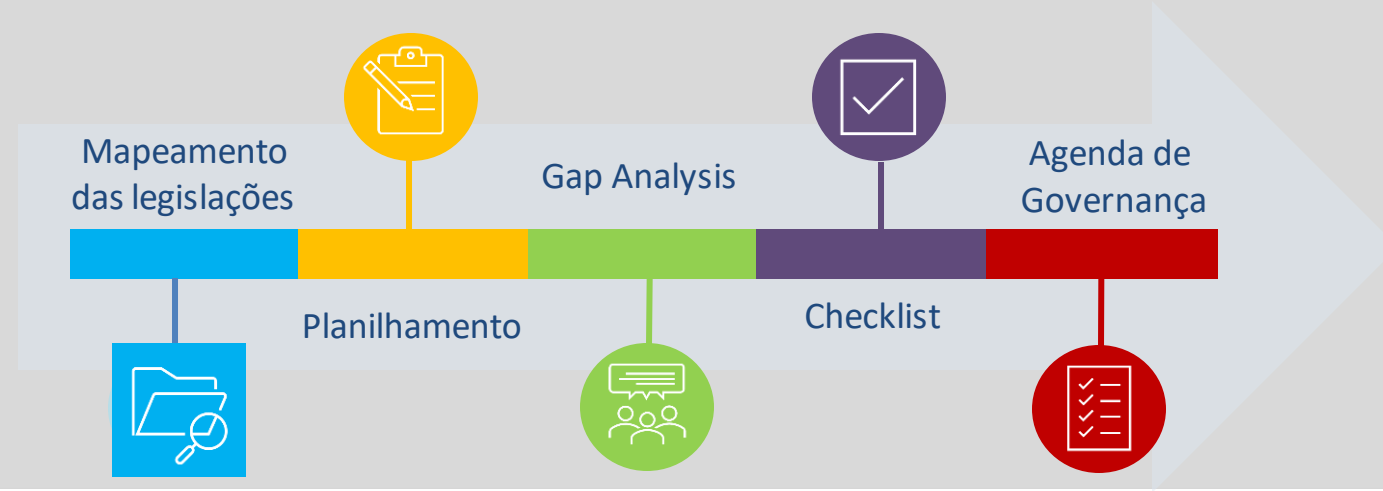 Mapeamento
das legislações
Planilhamento
Gap Analysis
Checklist
Agenda de
Governança